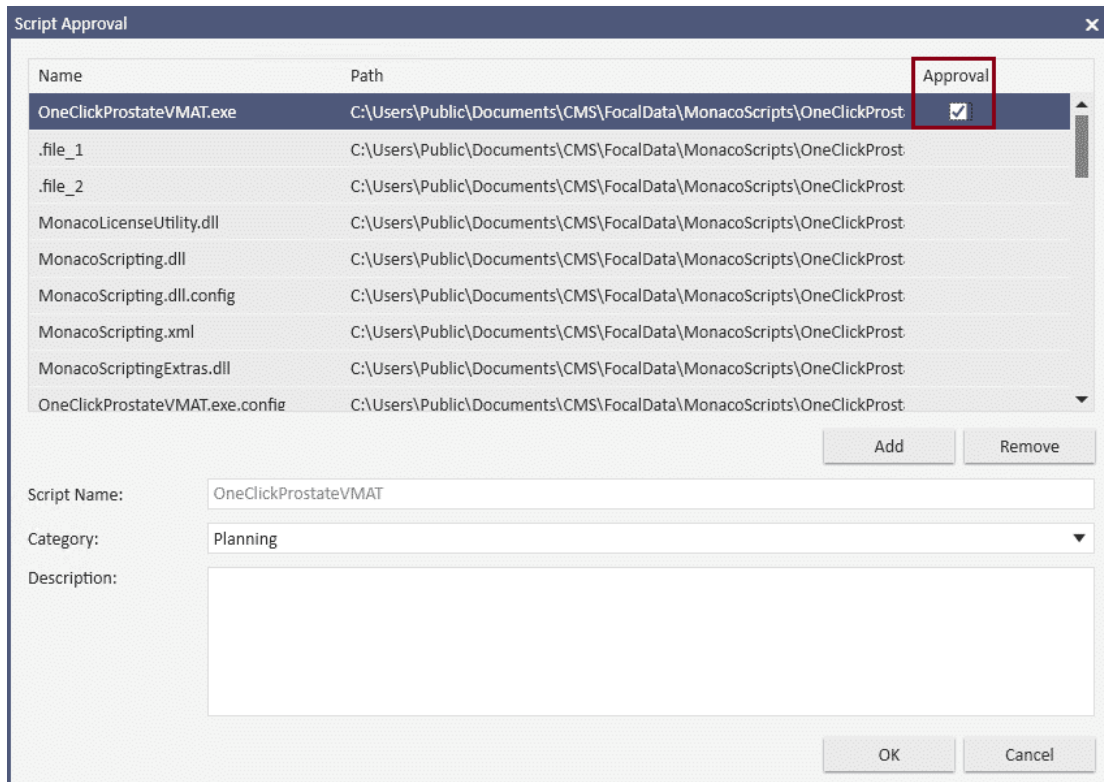 Script Approval
Name Path Approval
OneClickProstateVMAT.exe C:\Users\Public\Documents\CMS\FocalData\MonacoScripts\OneClickProst
.file_1 C:\Users\Public\Documents\CMS\FocalData\MonacoScripts\OneClickProst
.file_2 C:\Users\Public\Documents\CMS\FocalData\MonacoScripts\OneClickProst
MonacoLicenseUtility.dll C:\Users\Public\Documents\CMS\FocalData\MonacoScripts\OneClickProst
MonacoScripting.dll C:\Users\Public\Documents\CMS\FocalData\MonacoScripts\OneClickProst
MonacoScripting.dll.config C:\Users\Public\Documents\CMS\FocalData\MonacoScripts\OneClickProst
MonacoScripting.xml C:\Users\Public\Documents\CMS\FocalData\MonacoScripts\OneClickProst
MonacoScriptingExtras.dll C:\Users\Public\Documents\CMS\FocalData\MonacoScripts\OneClickProst
OneClickProstateVMAT.exe.config C:\Users\Public\Documents\CMS\FocalData\MonacoScripts\OneClickProst
Add Remove
Script Name: OneClickProstateVMAT
Category: Planning
Description:
OK Cancel